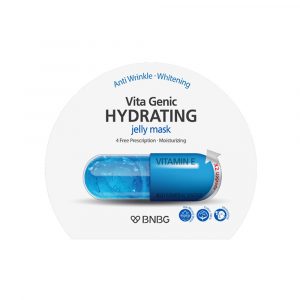 Anti Wrinkle · Whitening
Vita Genic
HYDRATING
jelly mask
4 Free Prescription · Moisturizing
VITAMIN E
BNBG